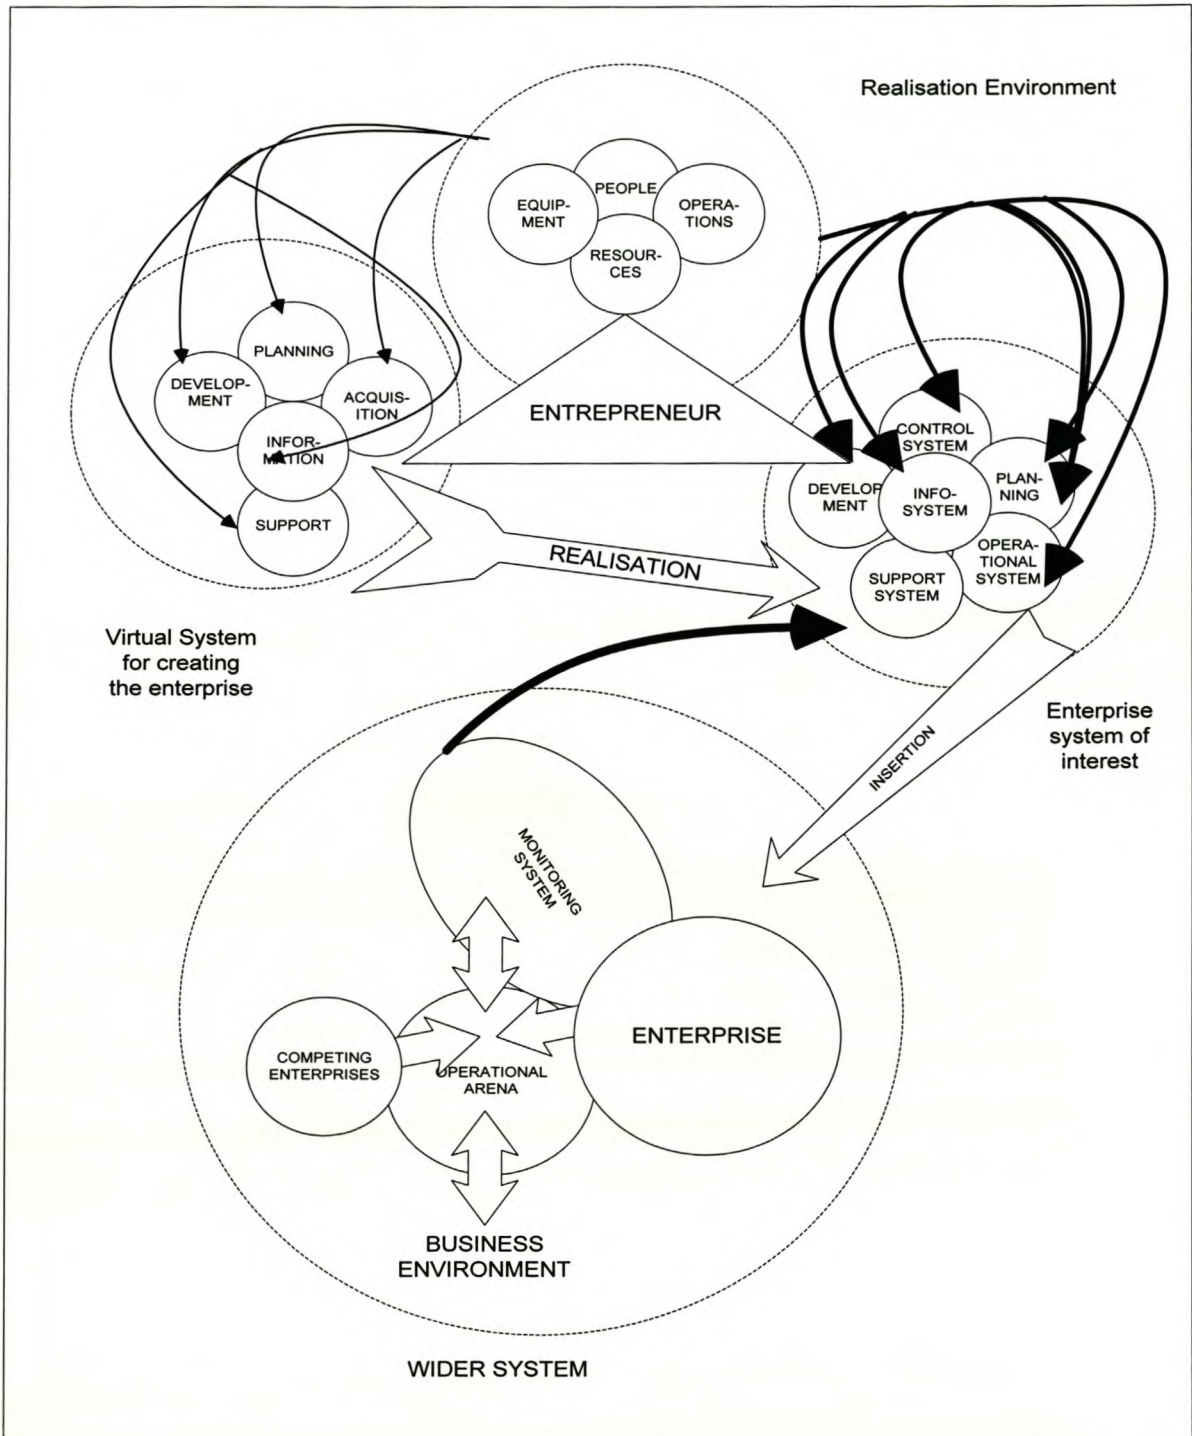 Realisation Environment
PEOPLE
EQUIP-
MENT
OPERA-
TIONS
RESOUR-
CES
PLANNING
DEVELOP-
MENT
ACQUIS-
ITION
INFOR-
MATION
SUPPORT
ENTREPRENEUR
CONTROL
SYSTEM
DEVELOP
MENT
INFO-
SYSTEM
PLAN-
NING
OPERA-
TIONAL
SYSTEM
SUPPORT
SYSTEM
REALISATION
Virtual System
for creating
the enterprise
Enterprise
system of
interest
INSERTION
MONITORING
SYSTEM
ENTERPRISE
COMPETING
ENTERPRISES
OPERATIONAL
ARENA
BUSINESS
ENVIRONMENT
WIDER SYSTEM